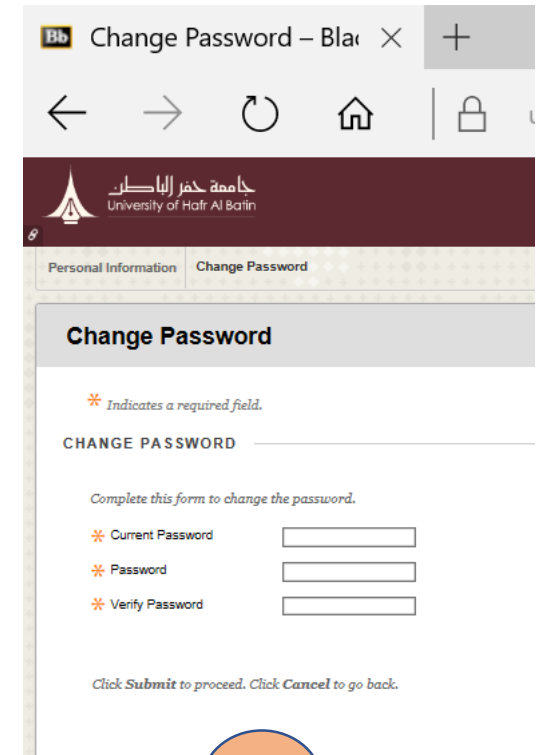 Bb Change Password – Blac
جامعة حفر الباطن
University of Hafr Al Batin
Personal Information Change Password
Change Password
* Indicates a required field.
CHANGE PASSWORD
Complete this form to change the password.
* Current Password
* Password
* Verify Password
Click Submit to proceed. Click Cancel to go back.